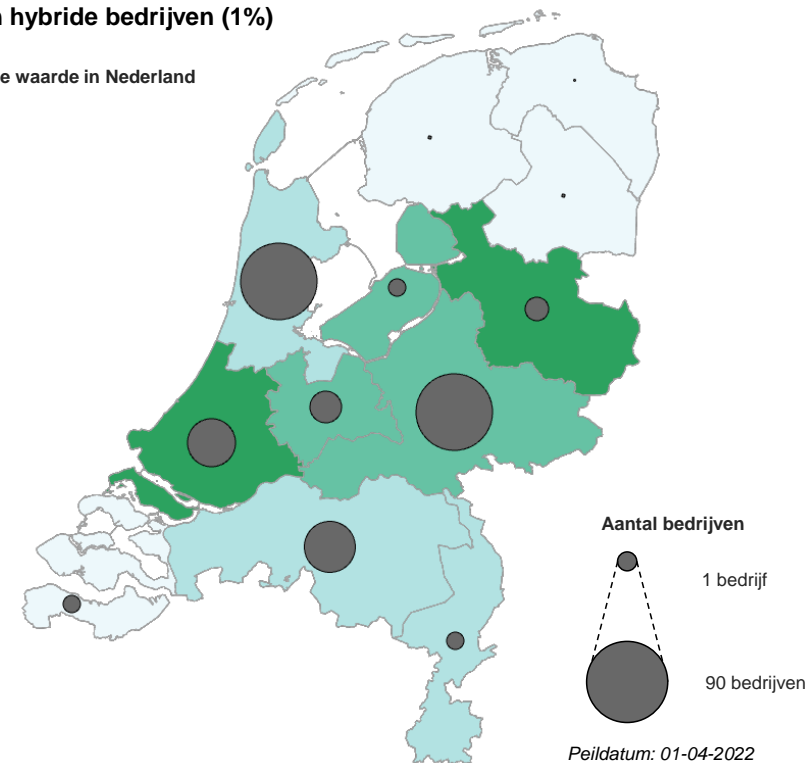 n hybride bedrijven (1%)
e waarde in Nederland
Aantal bedrijven
1 bedrijf
90 bedrijven
Peildatum: 01-04-2022